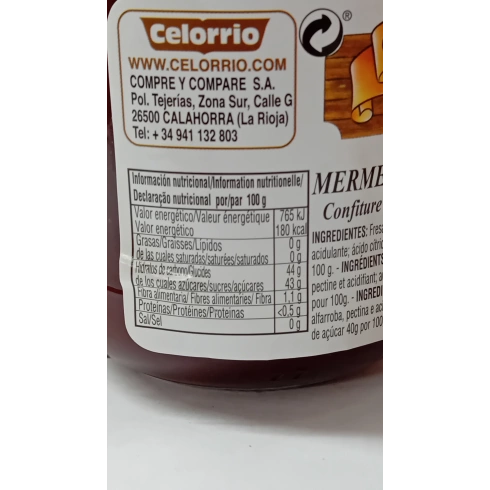 Celorrio
WWW.CELORRIO.COM
COMPRE Y COMPARE S.A.
Pol. Tejerías, Zona Sur, Calle G
26500 CALAHORRA (La Rioja)
Tel: + 34 941 132 803
Información nutricional/Information nutritionelle/
Declaração nutricional por/par 100 g
Valor energético/Valeur énergétique 765 kJ
Valor energético 180 kcal
Grasas/Graisses/Lípidos 0 g
de las cuales saturadas/saturées/saturados 0 g
Hidratos de carbono/Glucides 44 g
de los cuales azúcares/sucres/açúcares 43 g
Fibra alimentaria/ Fibres alimentaries/ Fibra 1,1 g
Proteinas/Protéines/Proteinas <0,5 g
Sal/Sel 0 g
MERME
Confiture
INGREDIENTES: Fresa
acidulante; ácido cítric
100 g. - INGRÉDIENTS
pectine et acidifiant; a
pour 100g. - INGREDI
alfarroba, pectina e ac
de açúcar 40g por 100